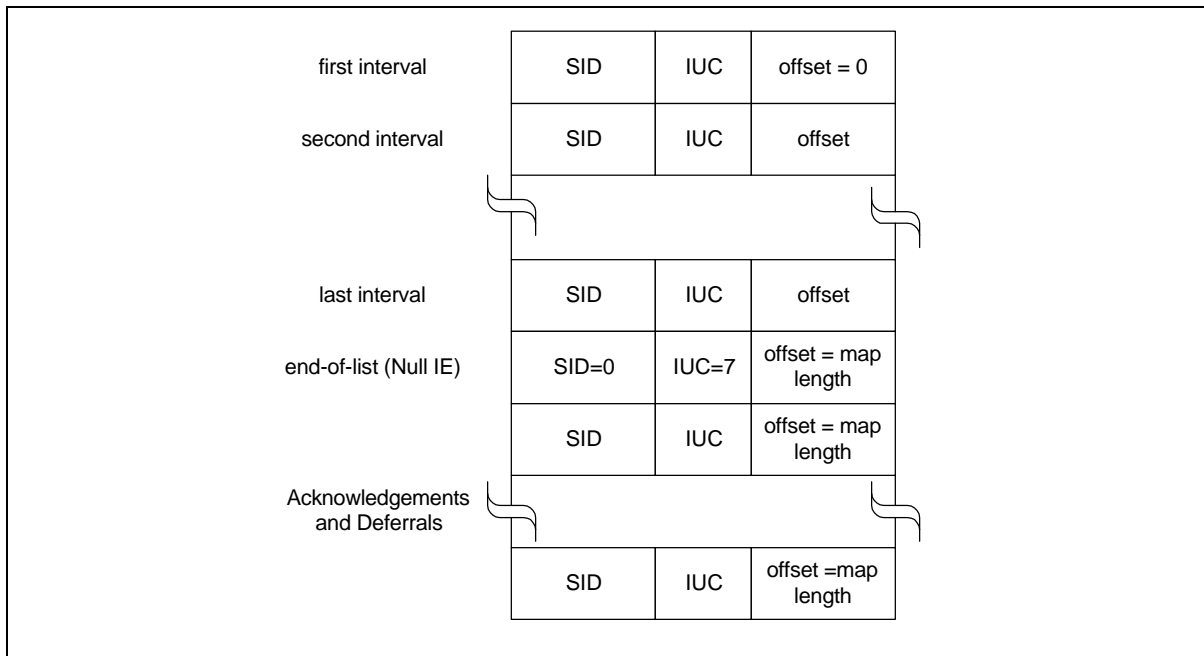 first interval SID IUC offset = 0
second interval SID IUC offset
last interval SID IUC offset
end-of-list (Null IE) SID=0 IUC=7 offset = map
length
SID IUC offset = map
length
Acknowledgements
and Deferrals
SID IUC offset =map
length